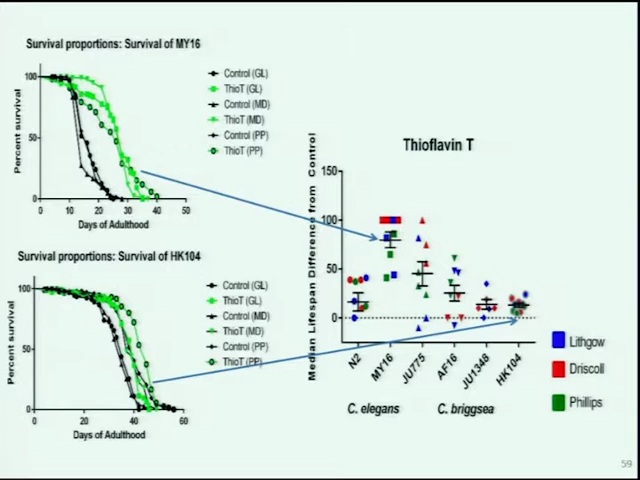 Survival proportions: Survival of MY16
Percent survival
100
50
0
0 10 20 30 40 50
Days of Adulthood
Control (GL)
ThioT (GL)
Control (MD)
ThioT (MD)
Control (PP)
ThioT (PP)
Survival proportions: Survival of HK104
Percent survival
100
50
0
0 20 40 60
Days of Adulthood
Control (GL)
ThioT (GL)
Control (MD)
ThioT (MD)
Control (PP)
ThioT (PP)
Thioflavin T
Median Lifespan Difference from Control
150
100
50
0
N2 MY16 JU775 AF16 JU1348 HK104
C. elegans C. briggsea
Lithgow
Driscoll
Phillips
59